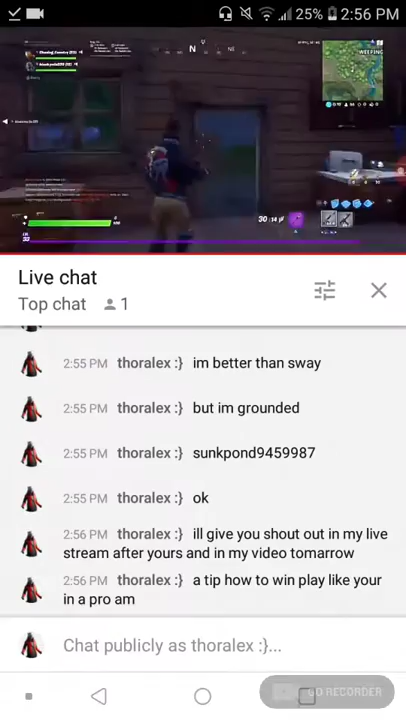 25% 2:56 PM
N
NE
WEEPING
30
Live chat
Top chat 1
2:55 PM thoralex :} im better than sway
2:55 PM thoralex :} but im grounded
2:55 PM thoralex :} sunkpond9459987
2:55 PM thoralex :} ok
2:56 PM thoralex :} ill give you shout out in my live
stream after yours and in my video tomarrow
2:56 PM thoralex :} a tip how to win play like your
in a pro am
Chat publicly as thoralex :}...
GO RECORDER